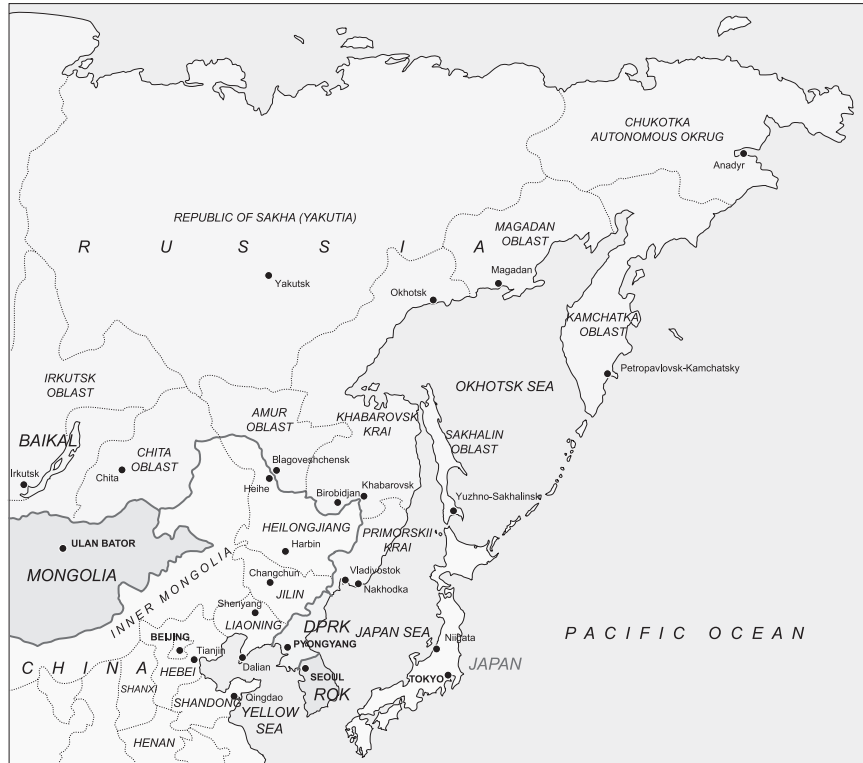 CHUKOTKA
AUTONOMOUS OKRUG
Anadyr
REPUBLIC OF SAKHA (YAKUTIA)
MAGADAN
OBLAST
RUSSIA
Magadan
Yakutsk
Okhotsk
KAMCHATKA
OBLAST
Petropavlovsk-Kamchatsky
IRKUTSK
OBLAST
OKHOTSK SEA
AMUR
OBLAST
KHABAROVSK
KRAI
BAIKAL
SAKHALIN
OBLAST
CHITA
OBLAST
Blagoveshchensk
Irkutsk
Chita
Heihe
Khabarovsk
Birobidjan
Yuzhno-Sakhalinsk
HEILONGJIANG
PRIMORSKII
KRAI
ULAN BATOR
Harbin
MONGOLIA
INNER MONGOLIA
Changchun
Vladivostok
JILIN
Nakhodka
Shenyang
LIAONING
DPRK
JAPAN SEA
PACIFIC OCEAN
BEIJING
PYONGYANG
Niigata
Tianjin
CHINA
HEBEI
Dalian
SEOUL
JAPAN
TOKYO
SHANXI
ROK
SHANDONG
Qingdao
YELLOW
SEA
HENAN